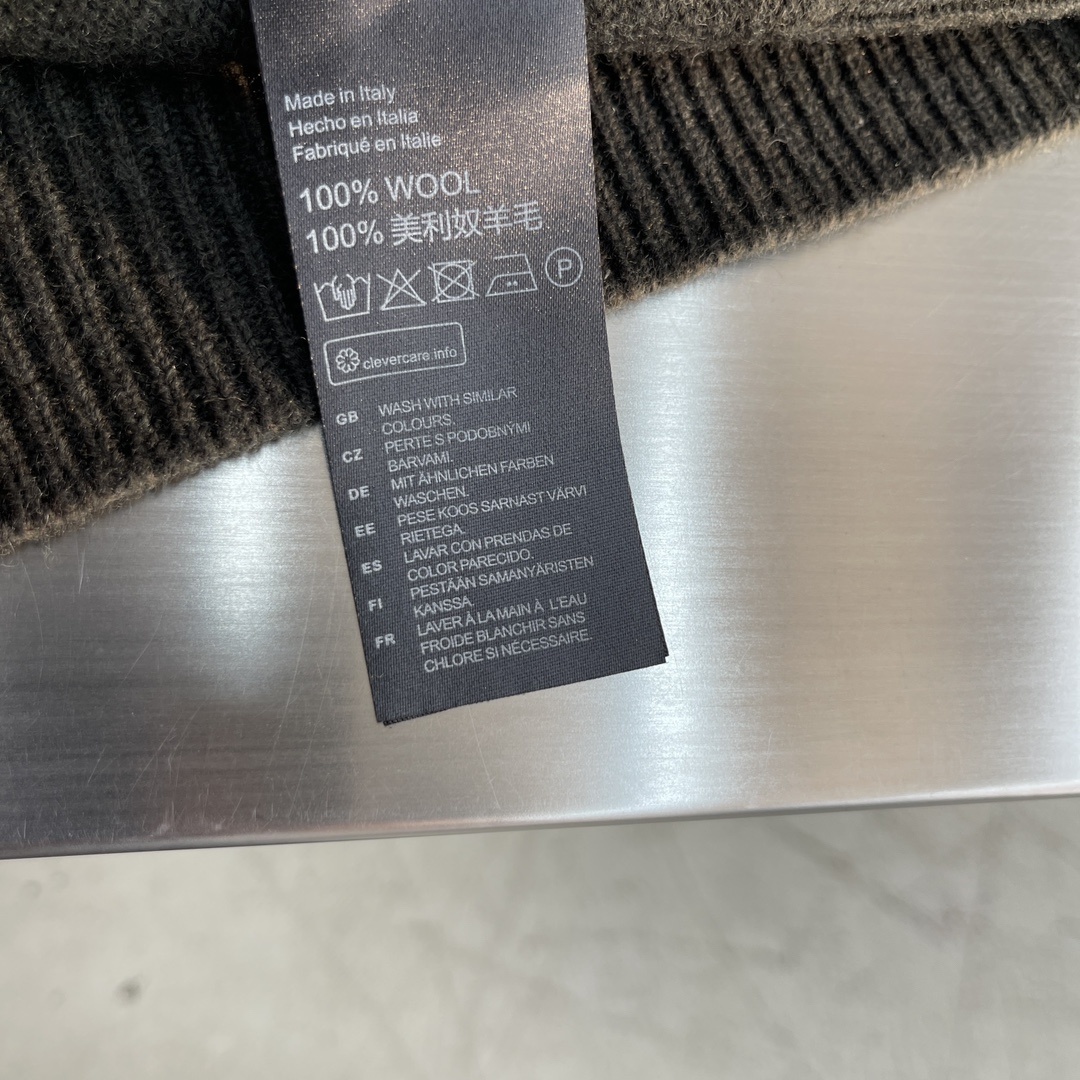 Made in Italy
Hecho en Italia
Fabriqué en Italie
100% WOOL
100% 美利奴羊毛
P
clevercare.info
GB WASH WITH SIMILAR
COLOURS.
CZ PERTE S PODOBNÝMI
BARVAMI.
DE MIT ÄHNLICHEN FARBEN
WASCHEN.
EE PESE KOOS SARNAST VÄRVI
RIETEGA.
ES LAVAR CON PRENDAS DE
COLOR PARECIDO.
FI PESTÄÄN SAMANYÄRISTEN
KANSSA.
FR LAVER À LA MAIN À L'EAU
FROIDE BLANCHIR SANS
CHLORE SI NÉCESSAIRE.